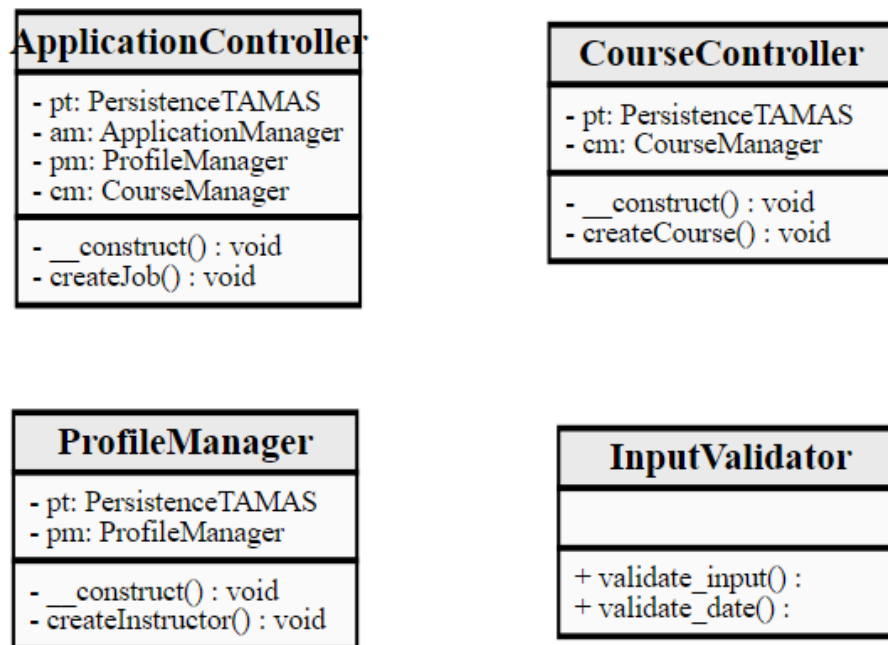 ApplicationController
- pt: PersistenceTAMAS
- am: ApplicationManager
- pm: ProfileManager
- cm: CourseManager
- __construct() : void
- createJob() : void
CourseController
- pt: PersistenceTAMAS
- cm: CourseManager
- __construct() : void
- createCourse() : void
ProfileManager
- pt: PersistenceTAMAS
- pm: ProfileManager
- __construct() : void
- createInstructor() : void
InputValidator
+ validate_input() :
+ validate_date() :